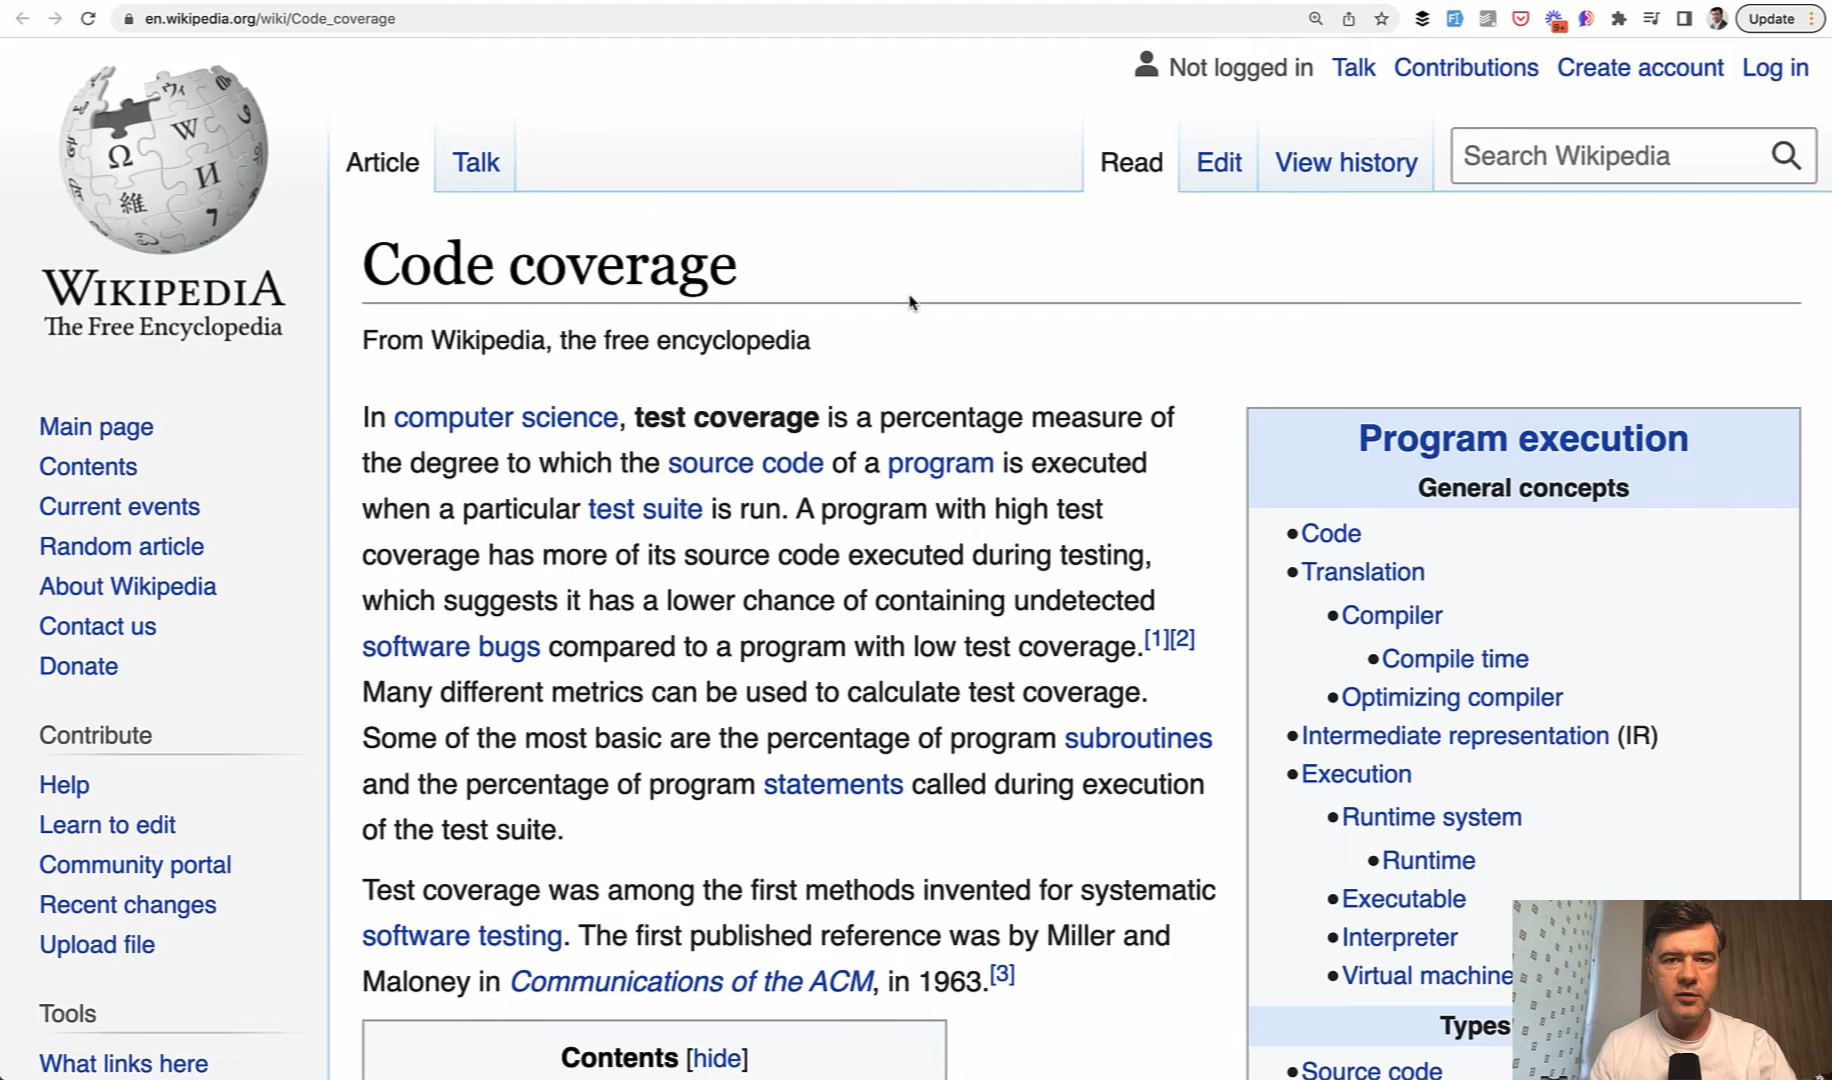 en.wikipedia.org/wiki/Code_coverage
9+
Update
Not logged in Talk Contributions Create account Log in
Article Talk Read Edit View history Search Wikipedia
WIKIPEDIA
The Free Encyclopedia
Main page
Contents
Current events
Random article
About Wikipedia
Contact us
Donate
Contribute
Help
Learn to edit
Community portal
Recent changes
Upload file
Tools
What links here
Code coverage
From Wikipedia, the free encyclopedia
In computer science, test coverage is a percentage measure of
the degree to which the source code of a program is executed
when a particular test suite is run. A program with high test
coverage has more of its source code executed during testing,
which suggests it has a lower chance of containing undetected
software bugs compared to a program with low test coverage.[1][2]
Many different metrics can be used to calculate test coverage.
Some of the most basic are the percentage of program subroutines
and the percentage of program statements called during execution
of the test suite.
Test coverage was among the first methods invented for systematic
software testing. The first published reference was by Miller and
Maloney in Communications of the ACM, in 1963.[3]
Contents [hide]
Program execution
General concepts
•Code
•Translation
•Compiler
•Compile time
•Optimizing compiler
•Intermediate representation (IR)
•Execution
•Runtime system
•Runtime
•Executable
•Interpreter
•Virtual machine
Types
•Source code